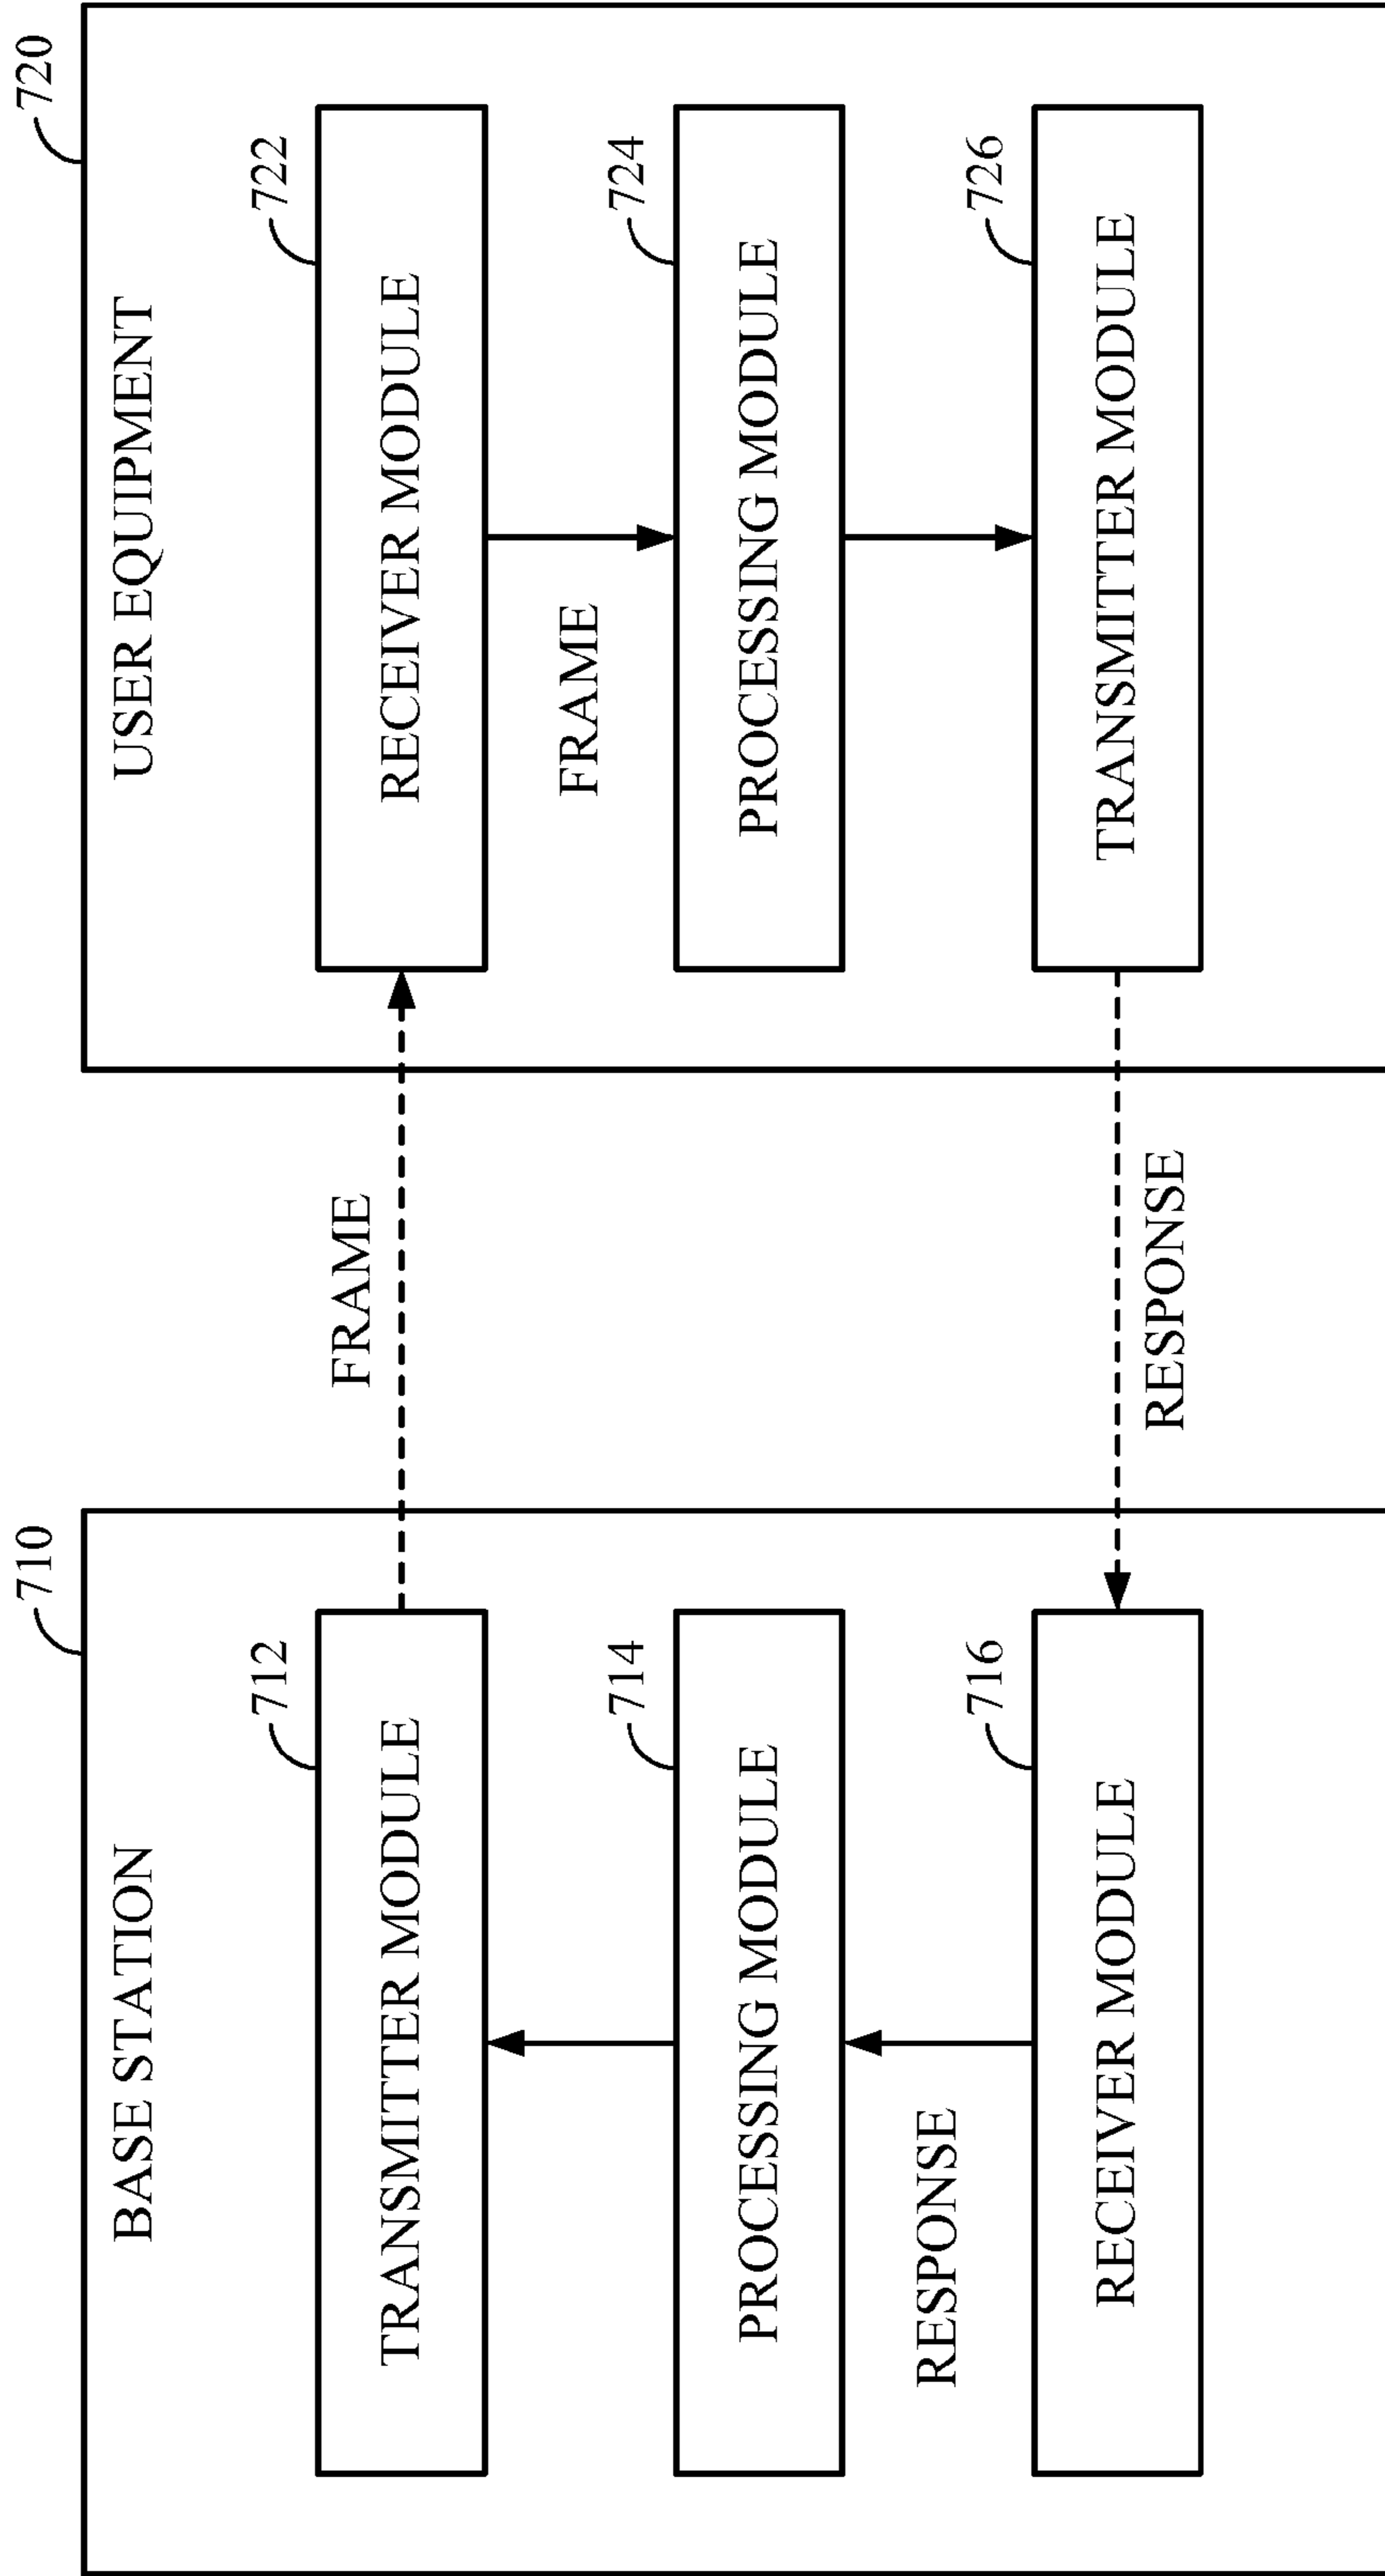 710
BASE STATION
712
TRANSMITTER MODULE
714
PROCESSING MODULE
RESPONSE
716
RECEIVER MODULE
FRAME
RESPONSE
720
USER EQUIPMENT
722
RECEIVER MODULE
FRAME
724
PROCESSING MODULE
726
TRANSMITTER MODULE